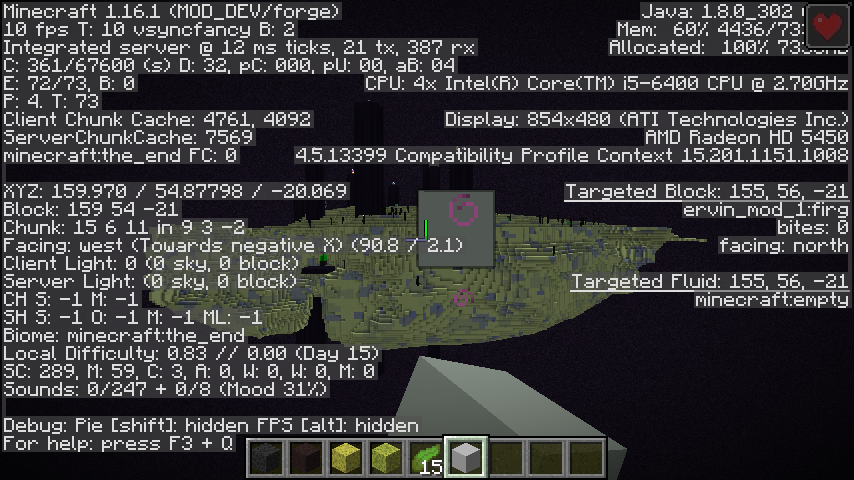 Minecraft 1.16.1 (MOD_DEV/forge)
10 fps T: 10 vsyncfancy B: 2
Integrated server @ 12 ms ticks, 21 tx, 387 rx
C: 361/67600 (s) D: 32, pC: 000, pU: 00, aB: 04
E: 72/73, B: 0
P: 4. T: 73
Client Chunk Cache: 4761, 4092
ServerChunkCache: 7569
minecraft:the_end FC: 0
XYZ: 159.970 / 54.87798 / -20.069
Block: 159 54 -21
Chunk: 15 6 11 in 9 3 -2
Facing: west (Towards negative X) (90.8 / 2.1)
Client Light: 0 (0 sky, 0 block)
Server Light: (0 sky, 0 block)
CH S: -1 M: -1
SH S: -1 O: -1 M: -1 ML: -1
Biome: minecraft:the_end
Local Difficulty: 0.83 // 0.00 (Day 15)
SC: 289, M: 59, C: 3, A: 0, W: 0, W: 0, M: 0
Sounds: 0/247 + 0/8 (Mood 31%)
Debug: Pie [shift]: hidden FPS [alt]: hidden
For help: press F3 + Q
Java: 1.8.0_302
Mem: 60% 4436/73
Allocated: 100% 73
CPU: 4x Intel(R) Core(TM) i5-6400 CPU @ 2.70GHz
Display: 854x480 (ATI Technologies Inc.)
AMD Radeon HD 5450
4.5.13399 Compatibility Profile Context 15.201.1151.1008
Targeted Block: 155, 56, -21
ervin_mod_1:firg
bites: 0
facing: north
Targeted Fluid: 155, 56, -21
minecraft:empty
15